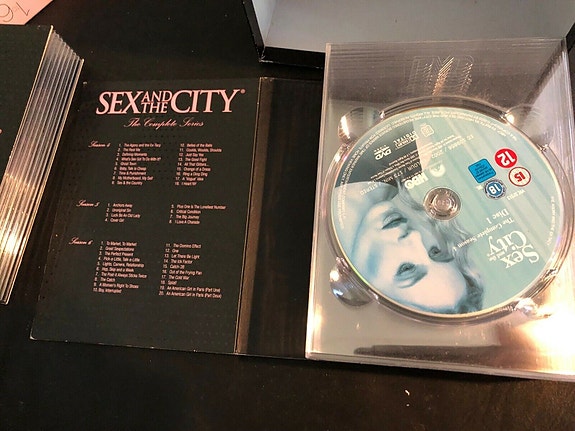 SEX AND THE CITY®
The Complete Series
Season 4
1. The Agony and the Ex-Tacy
2. The Real Me
3. Defining Moments
4. What's Sex Got To Do With It?
5. Ghost Town
6. Baby, Talk is Cheap
7. Time & Punishment
8. My Motherboard, My Self
9. Sex & the Country
10. Belles of the Balls
11. Coulda, Woulda, Shoulda
12. Just Say Yes
13. The Good Fight
14. All That Glitters...
15. Change of a Dress
16. Ring a Ding Ding
17. A "Vogue" Idea
18. I Heart NY
Season 5
1. Anchors Away
2. Unoriginal Sin
3. Luck Be An Old Lady
4. Cover Girl
5. Plus One is the Loneliest Number
6. Critical Condition
7. The Big Journey
8. I Love A Charade
Season 6
1. To Market, To Market
2. Great Sexpectations
3. The Perfect Present
4. Pick-a-Little, Talk-a-Little
5. Lights, Camera, Relationship
6. Hop, Skip and a Week
7. The Post-it Always Sticks Twice
8. The Catch
9. A Woman's Right To Shoes
10. Boy, Interrupted
11. The Domino Effect
12. One
13. Let There Be Light
14. The Ick Factor
15. Catch 38
16. Out of the Frying Pan
17. The Cold War
18. Splat!
19. An American Girl in Paris (Part Une)
20. An American Girl in Paris (Part Deux)
Sex and the City
The Complete Season
Disc 1
HBO
DVD
12
15
18